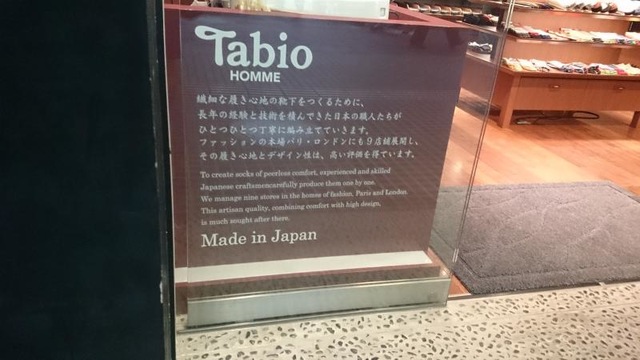 Tabio
HOMME
繊細な履き心地の靴下をつくるために、
長年の経験と技術を積んできた日本の職人たちが
ひとつひとつ丁寧に編み立てていきます。
ファッションの本場パリ・ロンドンにも9店舗展開し、
その履き心地とデザイン性は、高い評価を得ています。
To create socks of peerless comfort, experienced and skilled
Japanese craftsmencarefully produce them one by one.
We manage nine stores in the homes of fashion, Paris and London.
This artisan quality, combining comfort with high design,
is much sought after there.
Made in Japan